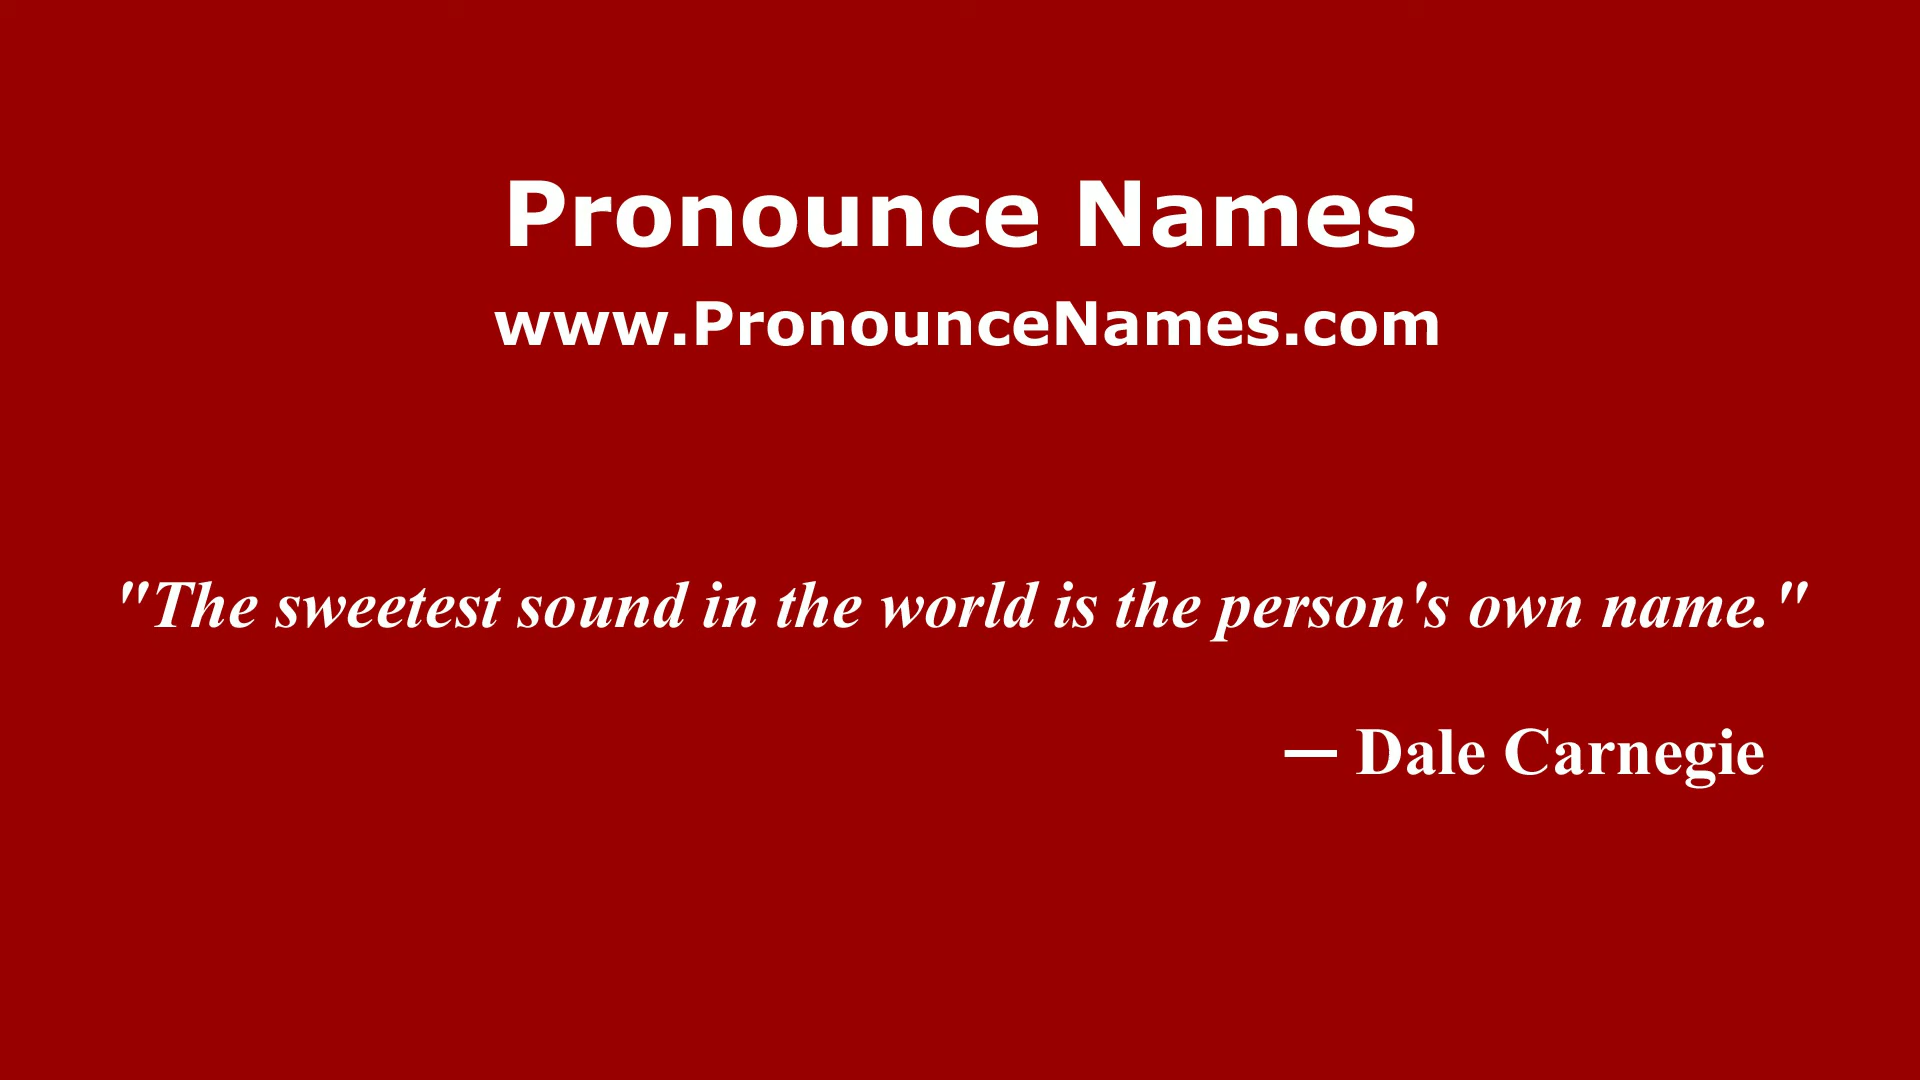 Pronounce Names
www.PronounceNames.com
"The sweetest sound in the world is the person's own name."
— Dale Carnegie